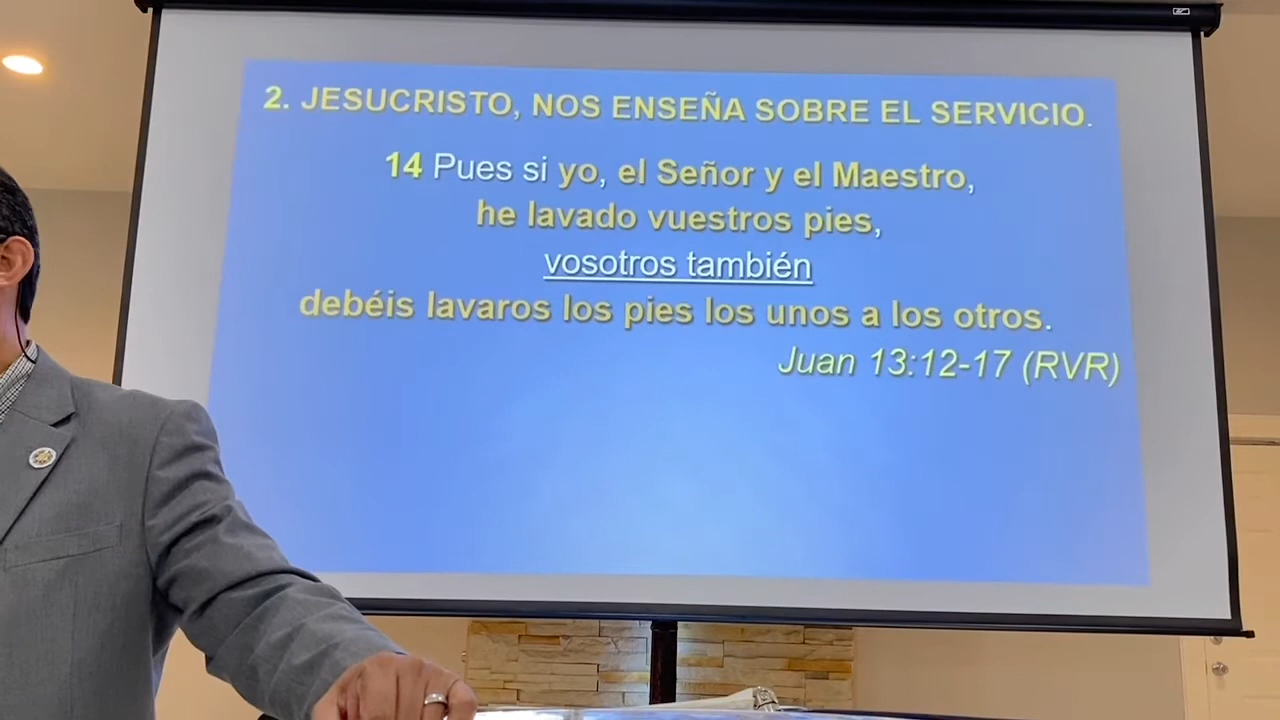 2. JESUCRISTO, NOS ENSEÑA SOBRE EL SERVICIO.
14 Pues si yo, el Señor y el Maestro,
he lavado vuestros pies,
vosotros también
debéis lavaros los pies los unos a los otros.
Juan 13:12-17 (RVR)